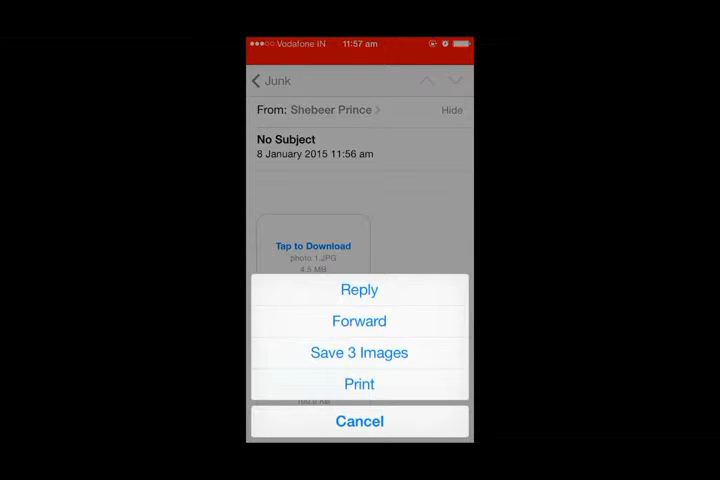 Vodafone IN 11:57 am
Junk
From: Shebeer Prince Hide
No Subject
8 January 2015 11:56 am
Tap to Download
photo 1.JPG
4.5 MB
Reply
Forward
Save 3 Images
Print
Cancel